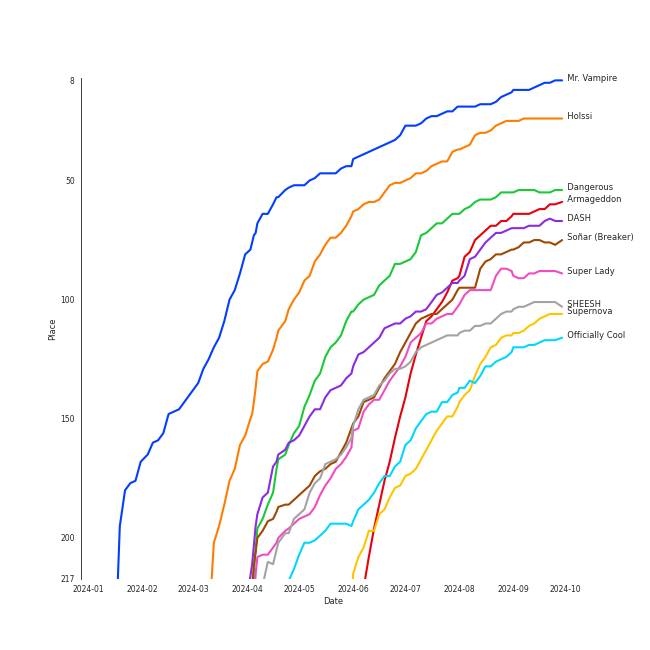 8
50
100
150
200
217
Place
Mr. Vampire
Holssi
Dangerous
Armageddon
DASH
Soñar (Breaker)
Super Lady
SHEESH
Supernova
Officially Cool
2024-01
2024-02
2024-03
2024-04
2024-05
2024-06
2024-07
2024-08
2024-09
2024-10
Date